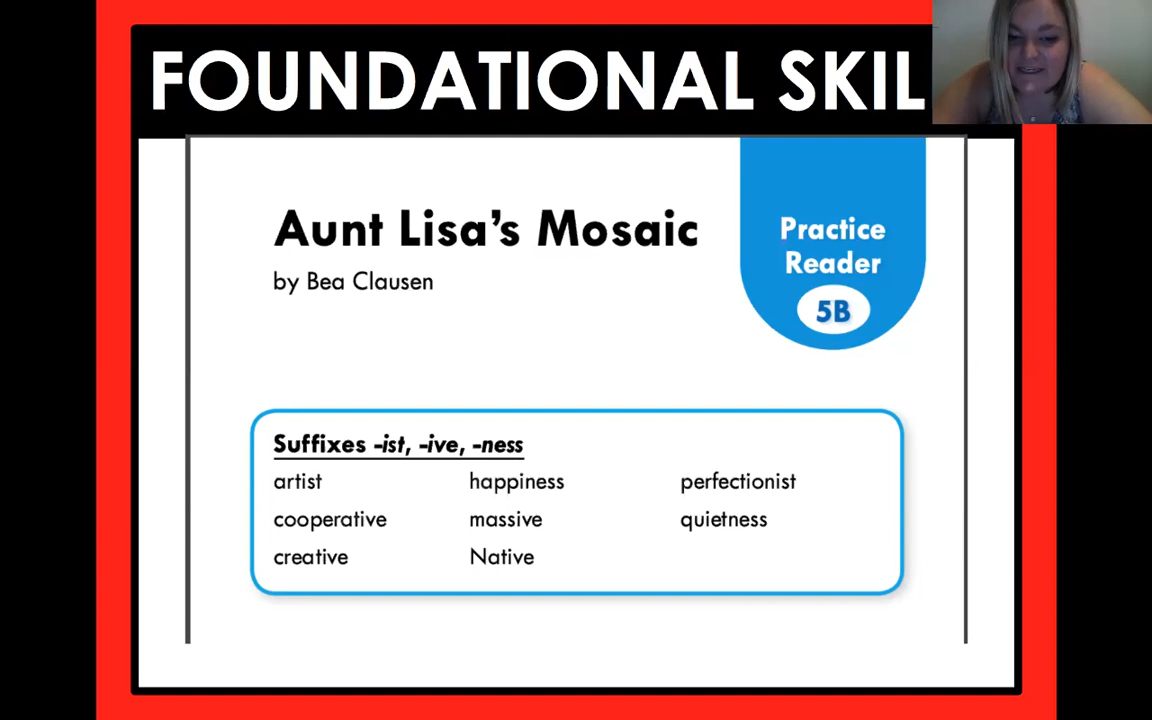 FOUNDATIONAL SKIL
Aunt Lisa's Mosaic
by Bea Clausen
Practice
Reader
5B
Suffixes -ist, -ive, -ness
artist happiness perfectionist
cooperative massive quietness
creative Native